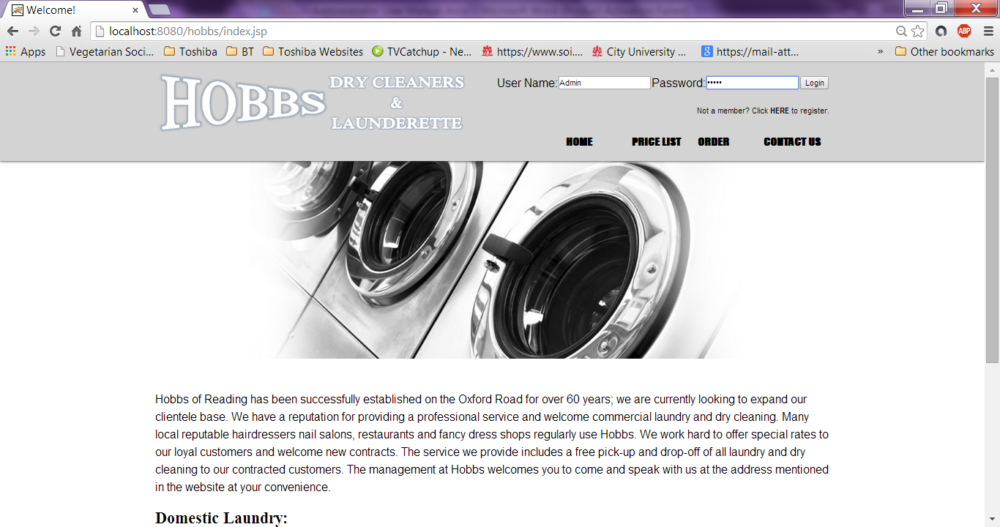 Welcome!
localhost:8080/hobbs/index.jsp
ABP
Apps
Vegetarian Soci...
Toshiba
BT
Toshiba Websites
TVCatchup - Ne...
https://www.soi....
City University ...
8
https://mail-att...
»
Other bookmarks
HOBBS
DRY CLEANERS
&
LAUNDERETTE
User Name: Admin Password: ••••• Login
Not a member? Click HERE to register.
HOME PRICE LIST ORDER CONTACT US
Hobbs of Reading has been successfully established on the Oxford Road for over 60 years; we are currently looking to expand our
clientele base. We have a reputation for providing a professional service and welcome commercial laundry and dry cleaning. Many
local reputable hairdressers nail salons, restaurants and fancy dress shops regularly use Hobbs. We work hard to offer special rates to
our loyal customers and welcome new contracts. The service we provide includes a free pick-up and drop-off of all laundry and dry
cleaning to our contracted customers. The management at Hobbs welcomes you to come and speak with us at the address mentioned
in the website at your convenience.
Domestic Laundry: